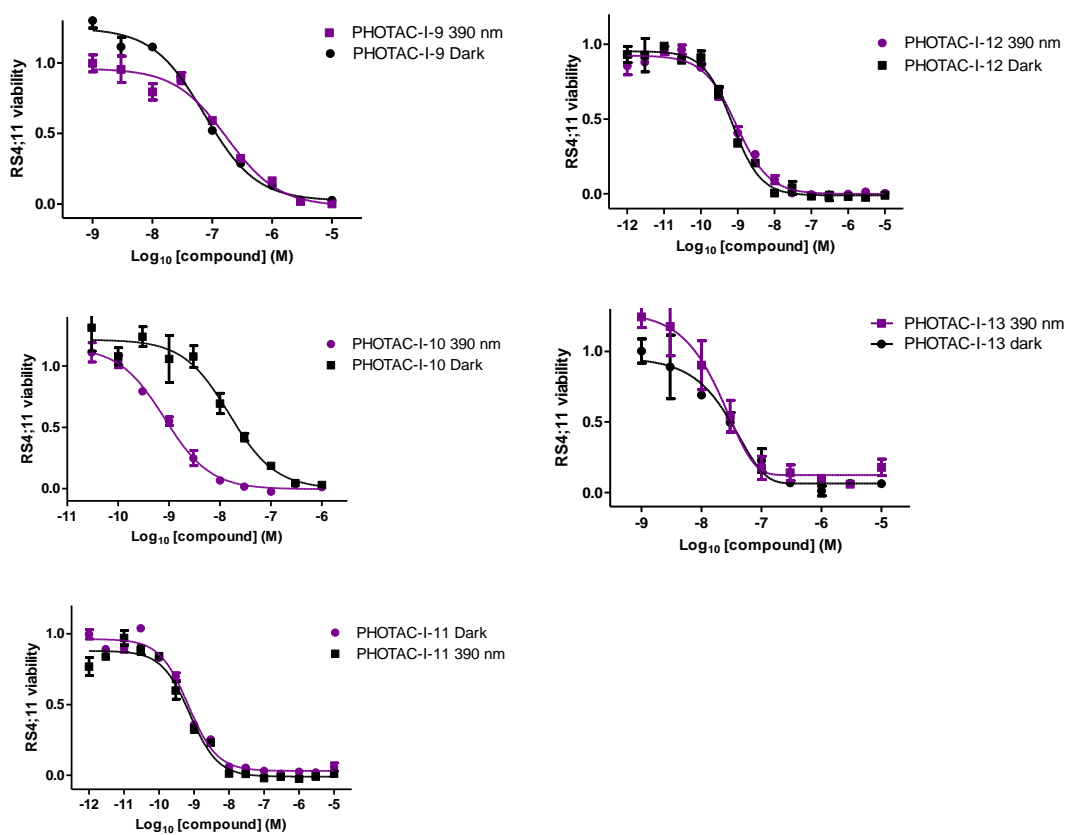 PHOTAC-I-9 390 nm
PHOTAC-I-9 Dark
RS4;11 viability
1.0
0.5
0.0
-9 -8 -7 -6 -5
Log10 [compound] (M)
PHOTAC-I-12 390 nm
PHOTAC-I-12 Dark
RS4;11 viability
1.0
0.5
0.0
-12 -11 -10 -9 -8 -7 -6 -5
Log10 [compound] (M)
PHOTAC-I-10 390 nm
PHOTAC-I-10 Dark
RS4;11 viability
1.0
0.5
0.0
-11 -10 -9 -8 -7 -6
Log10 [compound] (M)
PHOTAC-I-13 390 nm
PHOTAC-I-13 dark
RS4;11 viability
1.0
0.5
0.0
-9 -8 -7 -6 -5
Log10 [compound] (M)
PHOTAC-I-11 Dark
PHOTAC-I-11 390 nm
RS4;11 viability
1.0
0.5
0.0
-12 -11 -10 -9 -8 -7 -6 -5
Log10 [compound] (M)